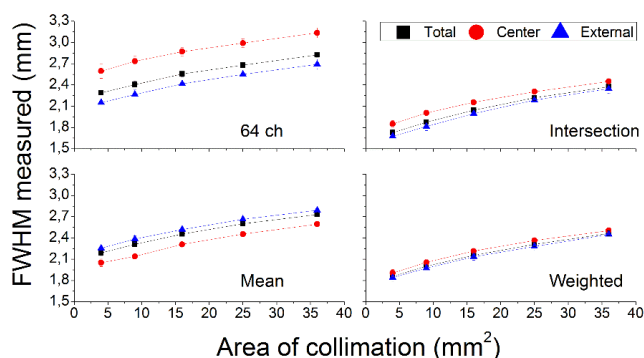 FWHM measured (mm)
3,3
3,0
2,7
2,4
2,1
1,8
1,5
64 ch
Total Center External
Intersection
3,3
3,0
2,7
2,4
2,1
1,8
1,5
Mean
Weighted
0 5 10 15 20 25 30 35 40 0 5 10 15 20 25 30 35 40
Area of collimation (mm²)